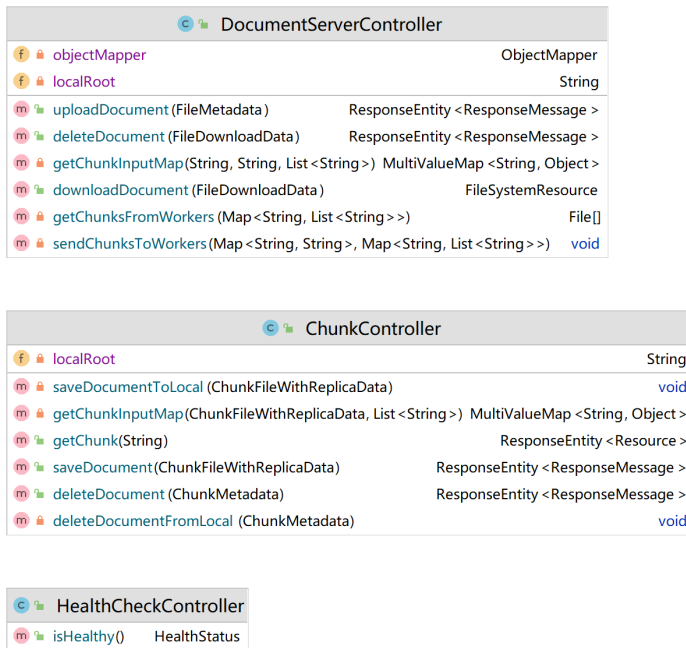 DocumentServerController
objectMapper ObjectMapper
localRoot String
uploadDocument(FileMetadata) ResponseEntity<ResponseMessage>
deleteDocument(FileDownloadData) ResponseEntity<ResponseMessage>
getChunkInputMap(String, String, List<String>) MultiValueMap<String, Object>
downloadDocument(FileDownloadData) FileSystemResource
getChunksFromWorkers(Map<String, List<String>>) File[]
sendChunksToWorkers(Map<String, String>, Map<String, List<String>>) void
ChunkController
localRoot String
saveDocumentToLocal(ChunkFileWithReplicaData) void
getChunkInputMap(ChunkFileWithReplicaData, List<String>) MultiValueMap<String, Object>
getChunk(String) ResponseEntity<Resource>
saveDocument(ChunkFileWithReplicaData) ResponseEntity<ResponseMessage>
deleteDocument(ChunkMetadata) ResponseEntity<ResponseMessage>
deleteDocumentFromLocal(ChunkMetadata) void
HealthCheckController
isHealthy() HealthStatus